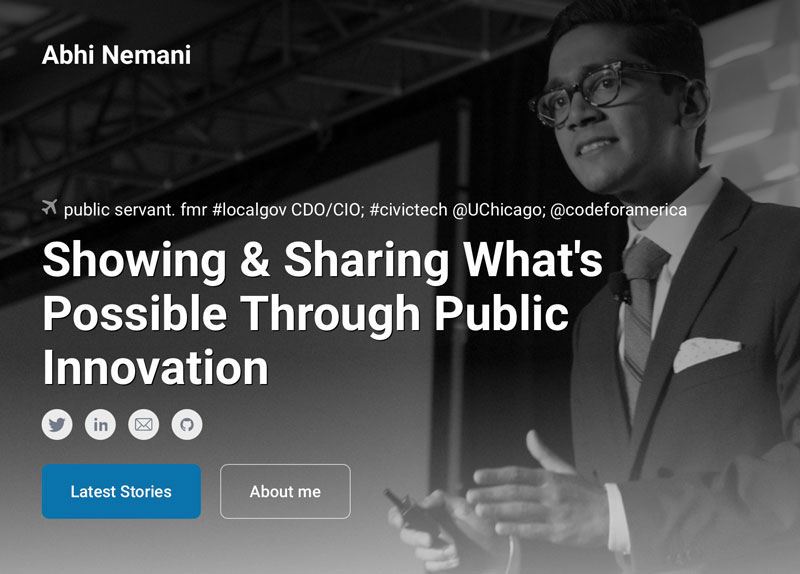 Abhi Nemani
public servant. fmr #localgov CDO/CIO; #civictech @UChicago; @codeforamerica
Showing & Sharing What's
Possible Through Public
Innovation
in
Latest Stories
About me